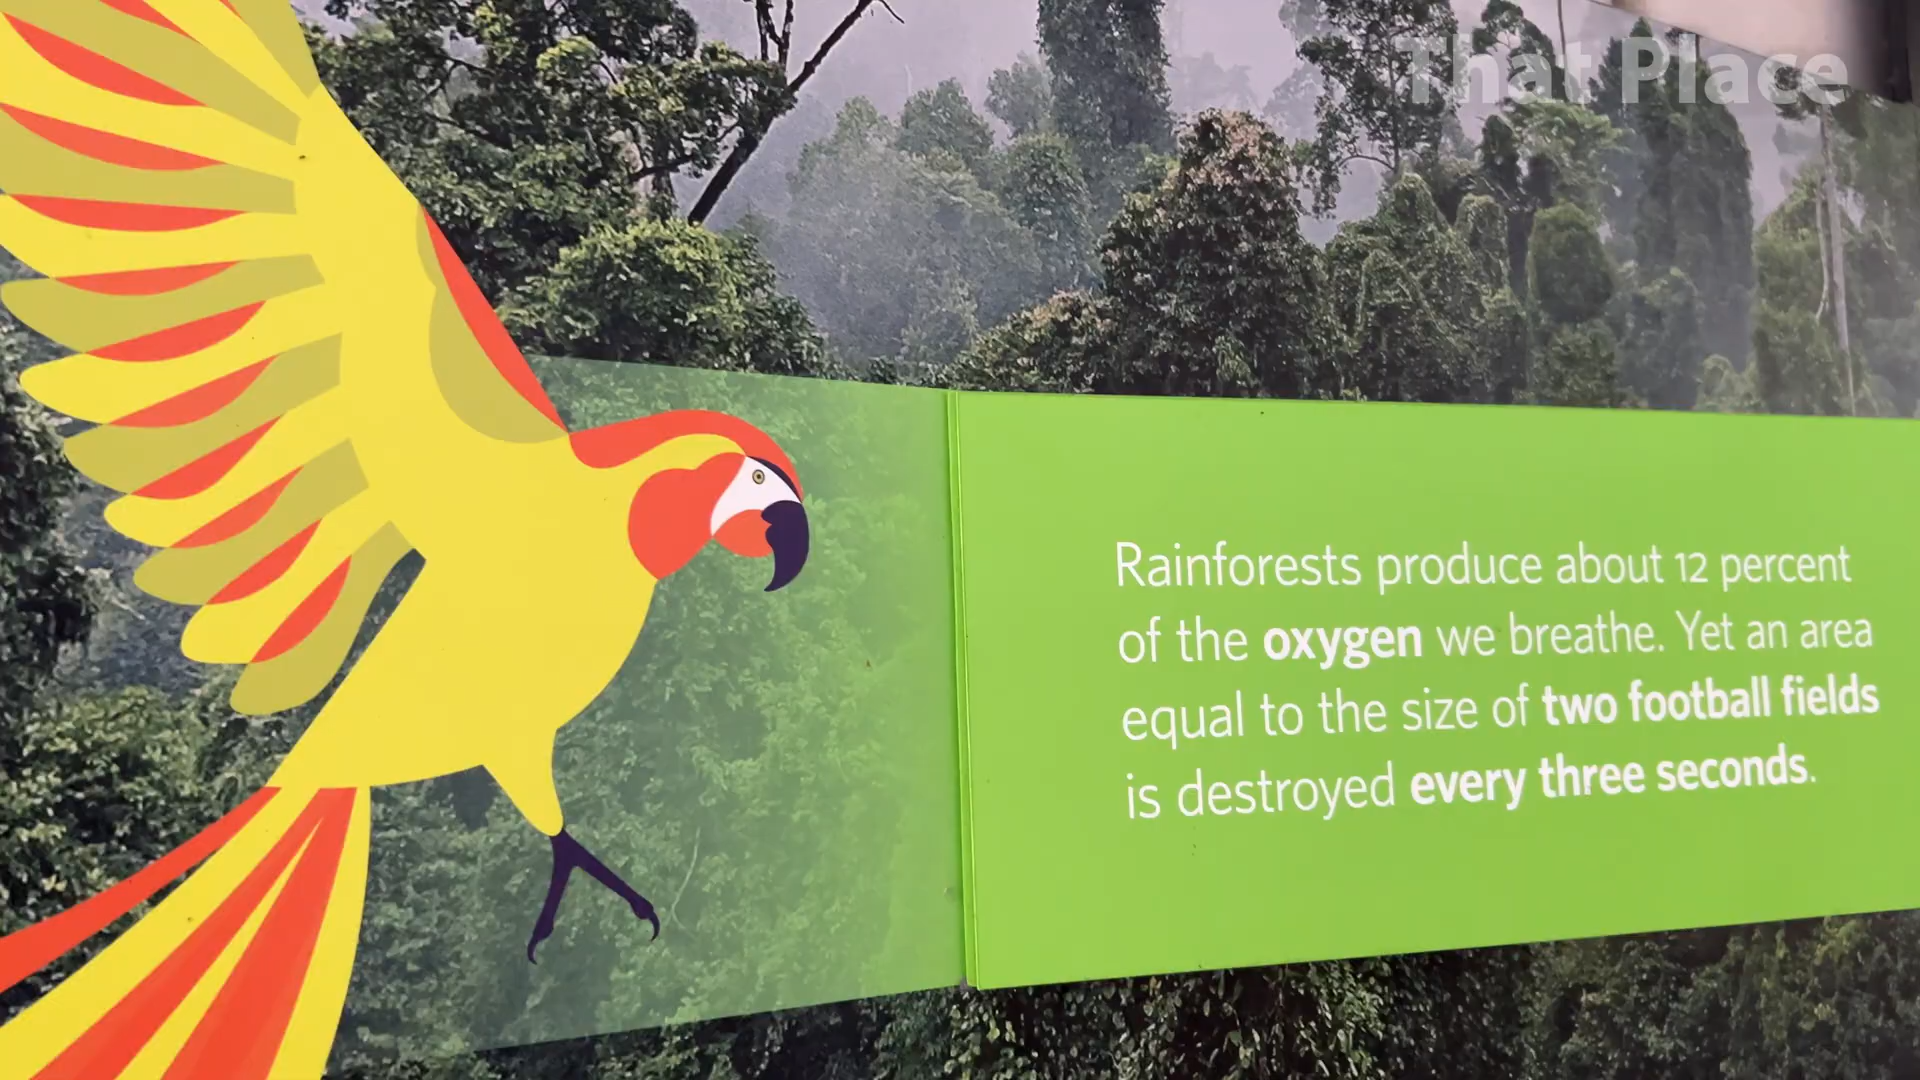 That Place
Rainforests produce about 12 percent
of the oxygen we breathe. Yet an area
equal to the size of two football fields
is destroyed every three seconds.